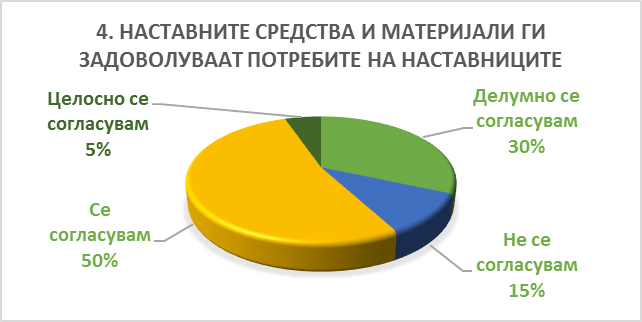 4. НАСТАВНИТЕ СРЕДСТВА И МАТЕРИЈАЛИ ГИ
ЗАДОВОЛУВААТ ПОТРЕБИТЕ НА НАСТАВНИЦИТЕ
Целосно се
согласувам
5%
Делумно се
согласувам
30%
Се
согласувам
50%
Не се
согласувам
15%